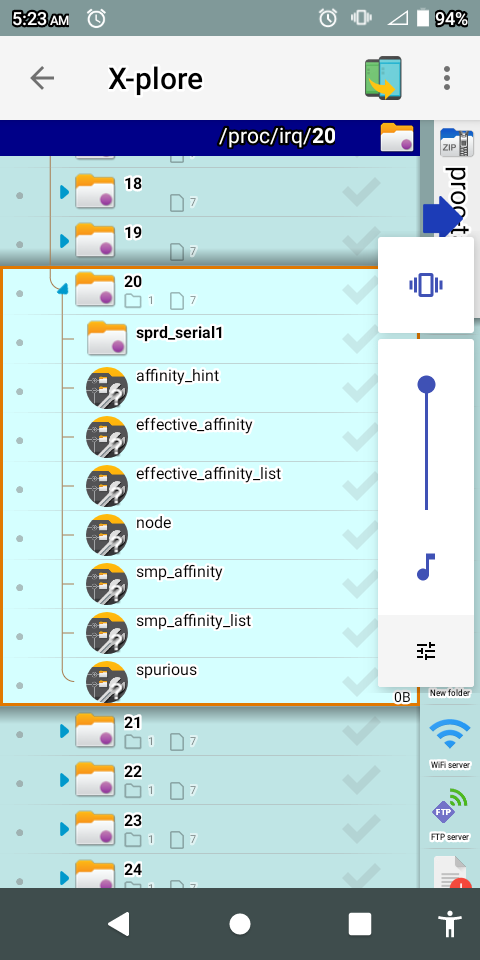 5:23 AM
94%
X-plore
/proc/irq/20
ZIP
7
18
7
19
7
20
1 7
sprd_serial1
affinity_hint
effective_affinity
effective_affinity_list
node
smp_affinity
smp_affinity_list
spurious
0B
New folder
21
1 7
WiFi server
22
1 7
FTP
FTP server
23
1 7
24
1 7